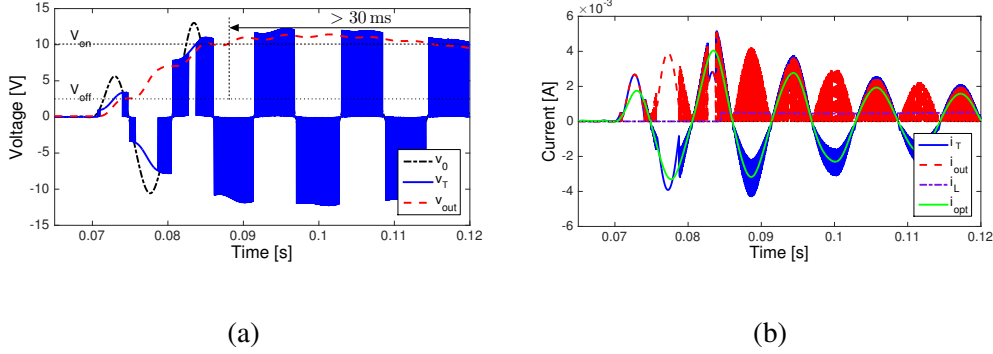 > 30 ms
15
10
5
0
-5
-10
-15
V_on
V_off
Voltage [V]
v_0
v_T
v_out
0.07
0.08
0.09
0.1
0.11
0.12
Time [s]
(a)
×10^-3
6
4
2
0
-2
-4
-6
Current [A]
i_T
i_out
i_L
i_opt
0.07
0.08
0.09
0.1
0.11
0.12
Time [s]
(b)